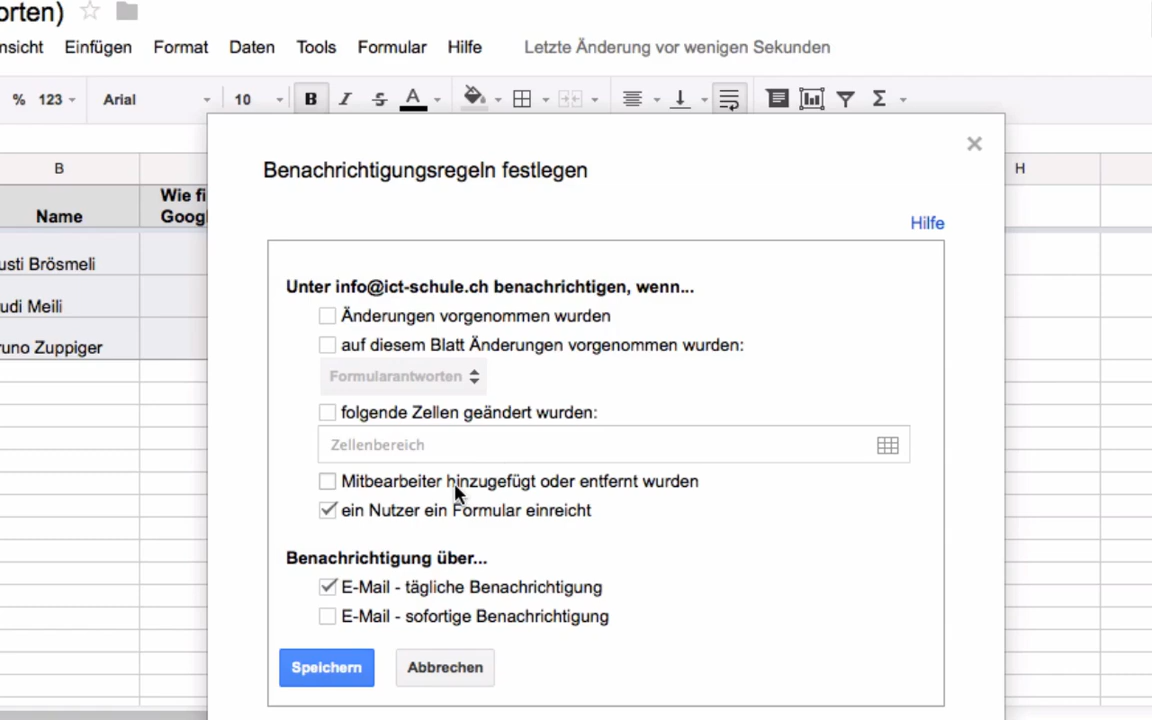 orten)
nsicht Einfügen Format Daten Tools Formular Hilfe Letzte Änderung vor wenigen Sekunden
% 123 Arial 10 B I S A Σ
B H
Name
Wie fi
Googl
usti Brösmeli
udi Meili
runo Zuppiger
Benachrichtigungsregeln festlegen
Hilfe
Unter info@ict-schule.ch benachrichtigen, wenn...
Änderungen vorgenommen wurden
auf diesem Blatt Änderungen vorgenommen wurden:
Formularantworten
folgende Zellen geändert wurden:
Zellenbereich
Mitbearbeiter hinzugefügt oder entfernt wurden
ein Nutzer ein Formular einreicht
Benachrichtigung über...
E-Mail - tägliche Benachrichtigung
E-Mail - sofortige Benachrichtigung
Speichern Abbrechen